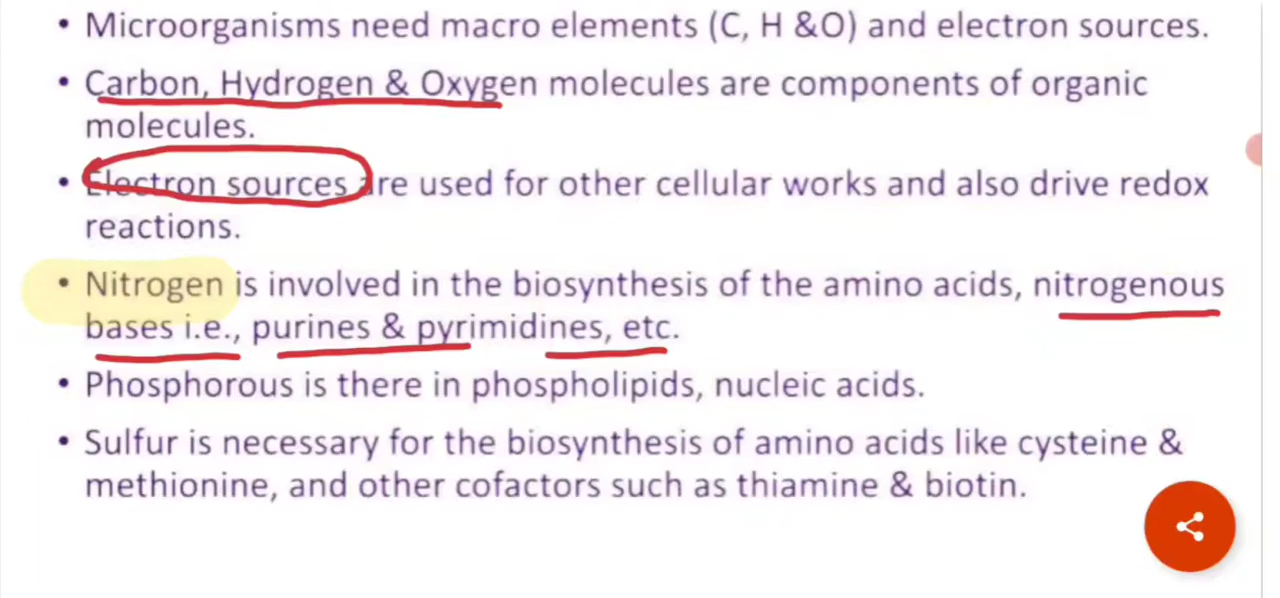 • Microorganisms need macro elements (C, H &O) and electron sources.
• Carbon, Hydrogen & Oxygen molecules are components of organic
molecules.
• Electron sources are used for other cellular works and also drive redox
reactions.
• Nitrogen is involved in the biosynthesis of the amino acids, nitrogenous
bases i.e., purines & pyrimidines, etc.
• Phosphorous is there in phospholipids, nucleic acids.
• Sulfur is necessary for the biosynthesis of amino acids like cysteine &
methionine, and other cofactors such as thiamine & biotin.